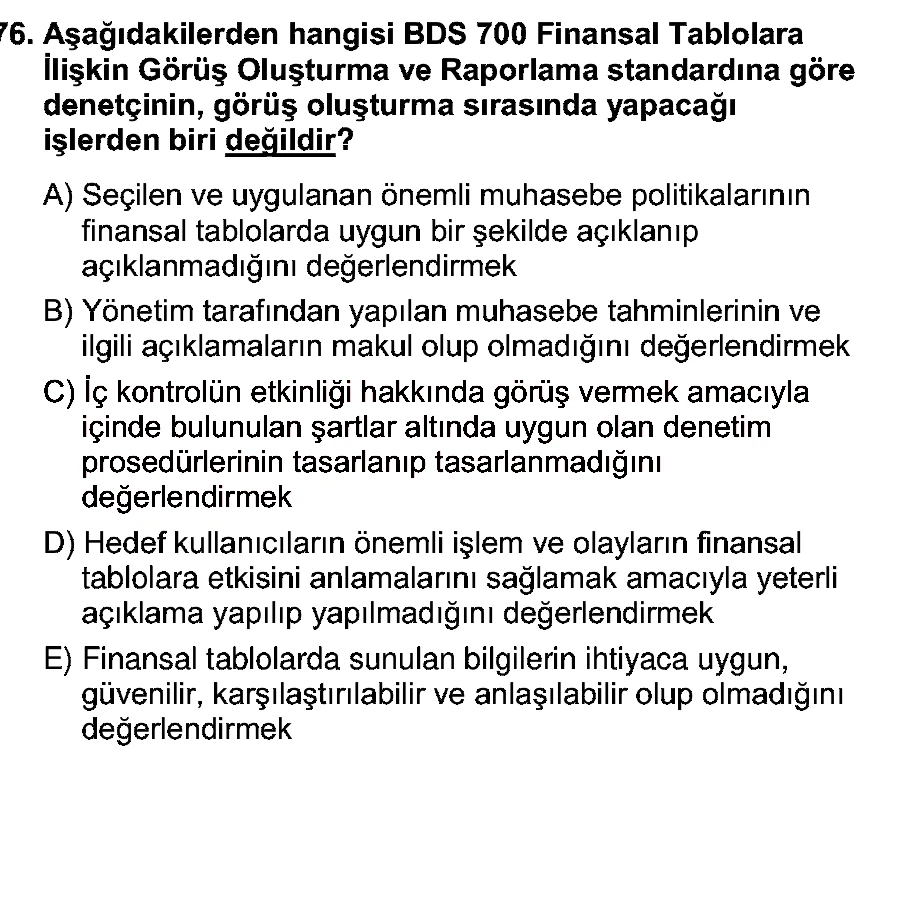 76. Aşağıdakilerden hangisi BDS 700 Finansal Tablolara
İlişkin Görüş Oluşturma ve Raporlama standardına göre
denetçinin, görüş oluşturma sırasında yapacağı
işlerden biri değildir?
A) Seçilen ve uygulanan önemli muhasebe politikalarının
finansal tablolarda uygun bir şekilde açıklanıp
açıklanmadığını değerlendirmek
B) Yönetim tarafından yapılan muhasebe tahminlerinin ve
ilgili açıklamaların makul olup olmadığını değerlendirmek
C) İç kontrolün etkinliği hakkında görüş vermek amacıyla
içinde bulunulan şartlar altında uygun olan denetim
prosedürlerinin tasarlanıp tasarlanmadığını
değerlendirmek
D) Hedef kullanıcıların önemli işlem ve olayların finansal
tablolara etkisini anlamalarını sağlamak amacıyla yeterli
açıklama yapılıp yapılmadığını değerlendirmek
E) Finansal tablolarda sunulan bilgilerin ihtiyaca uygun,
güvenilir, karşılaştırılabilir ve anlaşılabilir olup olmadığını
değerlendirmek